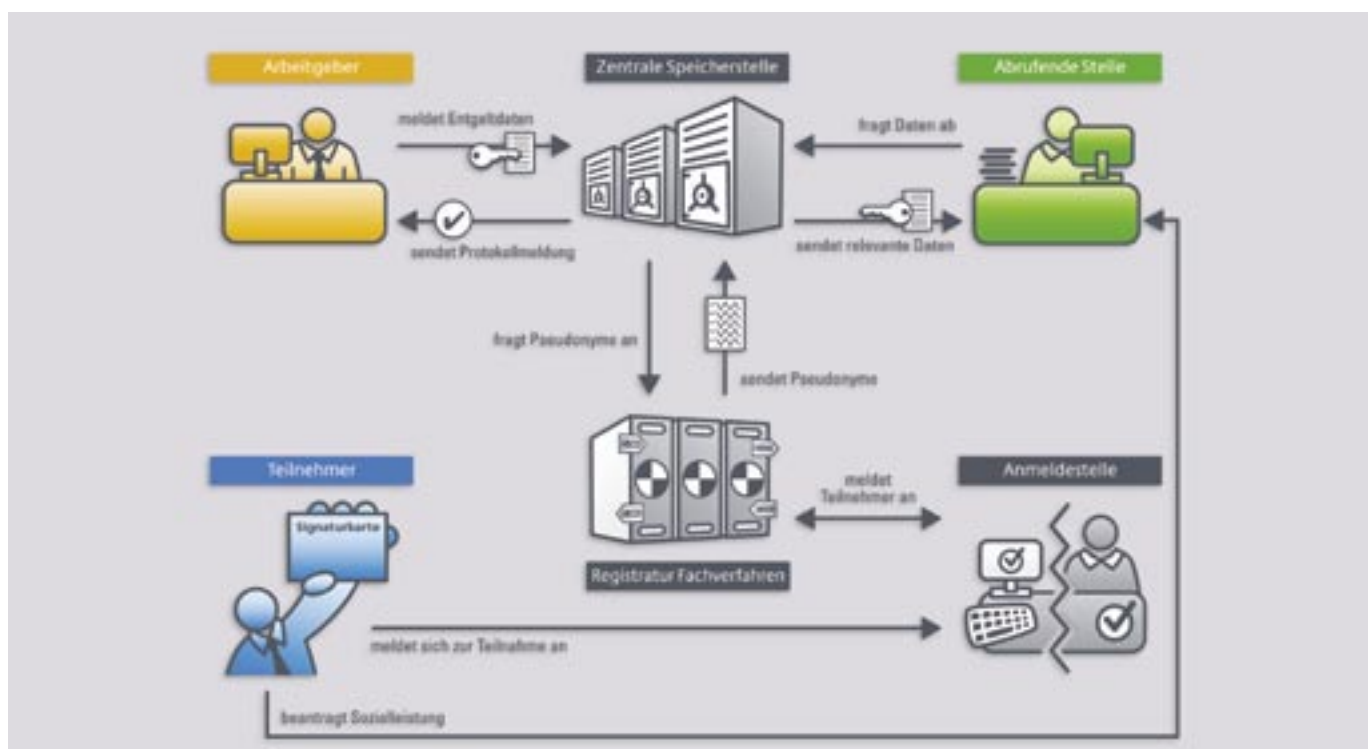 Arbeitgeber
Zentrale Speicherstelle
Abrufende Stelle
meldet Entgeltdaten
fragt Daten ab
sendet Protokollmeldung
sendet relevante Daten
fragt Pseudonyme an
sendet Pseudonyme
Teilnehmer
Anmeldestelle
Signaturkarte
meldet
Teilnehmer an
Registratur Fachverfahren
meldet sich zur Teilnahme an
beantragt Sozialleistung